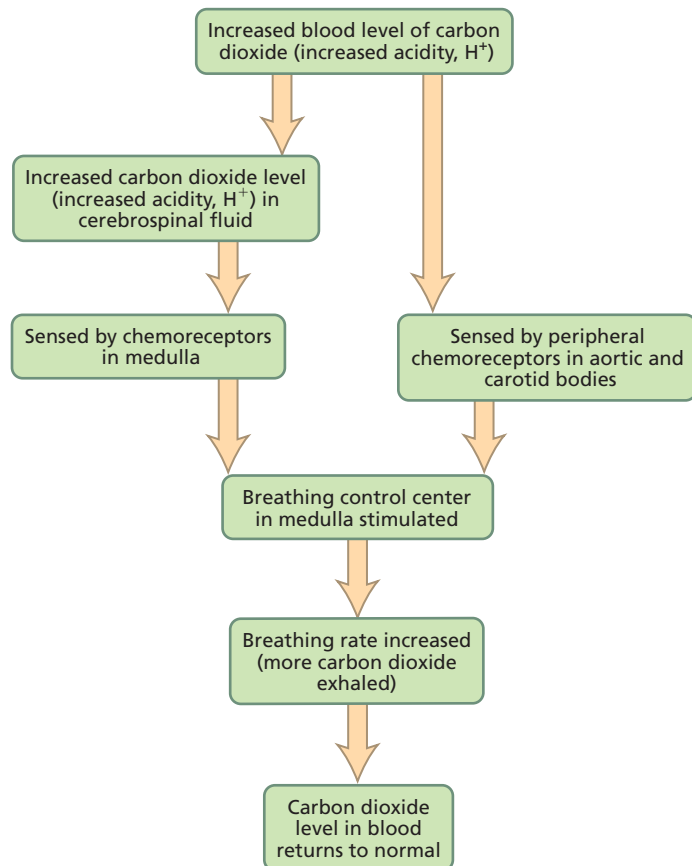 Increased blood level of carbon
dioxide (increased acidity, H⁺)
Increased carbon dioxide level
(increased acidity, H⁺) in
cerebrospinal fluid
Sensed by chemoreceptors
in medulla
Sensed by peripheral
chemoreceptors in aortic and
carotid bodies
Breathing control center
in medulla stimulated
Breathing rate increased
(more carbon dioxide
exhaled)
Carbon dioxide
level in blood
returns to normal